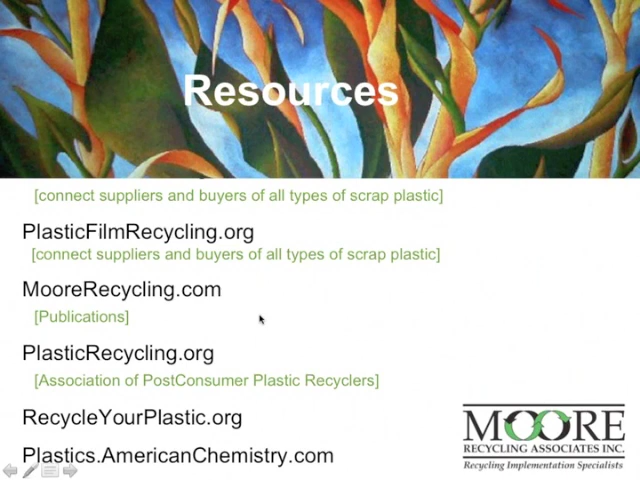 Resources
[connect suppliers and buyers of all types of scrap plastic]
PlasticFilmRecycling.org
[connect suppliers and buyers of all types of scrap plastic]
MooreRecycling.com
[Publications]
PlasticRecycling.org
[Association of PostConsumer Plastic Recyclers]
RecycleYourPlastic.org
Plastics.AmericanChemistry.com
MOORE
RECYCLING ASSOCIATES INC.
Recycling Implementation Specialists